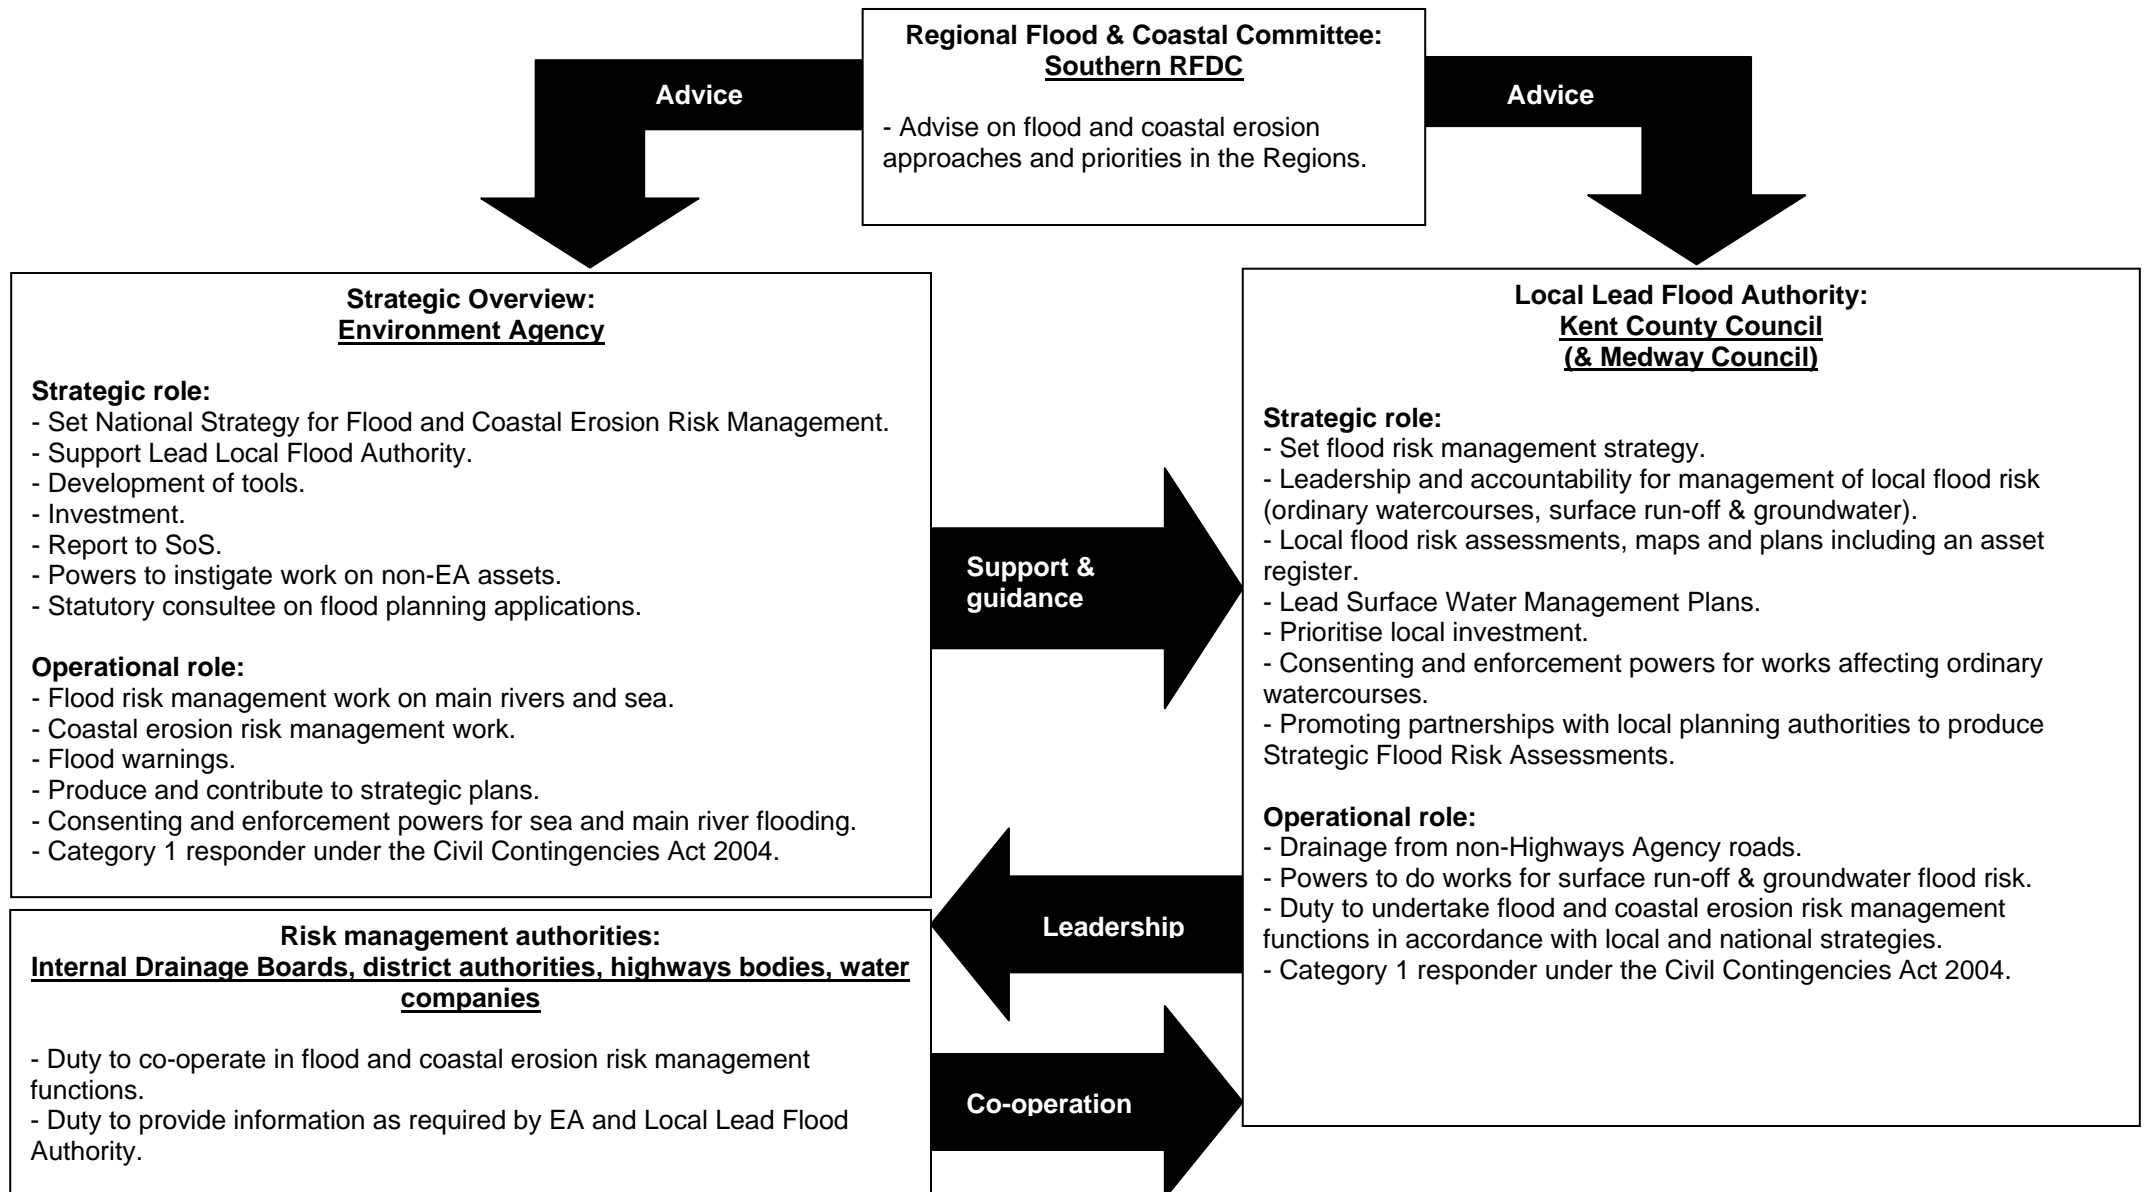 Regional Flood & Coastal Committee:
Southern RFDC
- Advise on flood and coastal erosion
approaches and priorities in the Regions.
Advice
Advice
Strategic Overview:
Environment Agency
Strategic role:
- Set National Strategy for Flood and Coastal Erosion Risk Management.
- Support Lead Local Flood Authority.
- Development of tools.
- Investment.
- Report to SoS.
- Powers to instigate work on non-EA assets.
- Statutory consultee on flood planning applications.
Operational role:
- Flood risk management work on main rivers and sea.
- Coastal erosion risk management work.
- Flood warnings.
- Produce and contribute to strategic plans.
- Consenting and enforcement powers for sea and main river flooding.
- Category 1 responder under the Civil Contingencies Act 2004.
Support &
guidance
Local Lead Flood Authority:
Kent County Council
(& Medway Council)
Strategic role:
- Set flood risk management strategy.
- Leadership and accountability for management of local flood risk
(ordinary watercourses, surface run-off & groundwater).
- Local flood risk assessments, maps and plans including an asset
register.
- Lead Surface Water Management Plans.
- Prioritise local investment.
- Consenting and enforcement powers for works affecting ordinary
watercourses.
- Promoting partnerships with local planning authorities to produce
Strategic Flood Risk Assessments.
Operational role:
- Drainage from non-Highways Agency roads.
- Powers to do works for surface run-off & groundwater flood risk.
- Duty to undertake flood and coastal erosion risk management
functions in accordance with local and national strategies.
- Category 1 responder under the Civil Contingencies Act 2004.
Leadership
Risk management authorities:
Internal Drainage Boards, district authorities, highways bodies, water
companies
- Duty to co-operate in flood and coastal erosion risk management
functions.
- Duty to provide information as required by EA and Local Lead Flood
Authority.
Co-operation